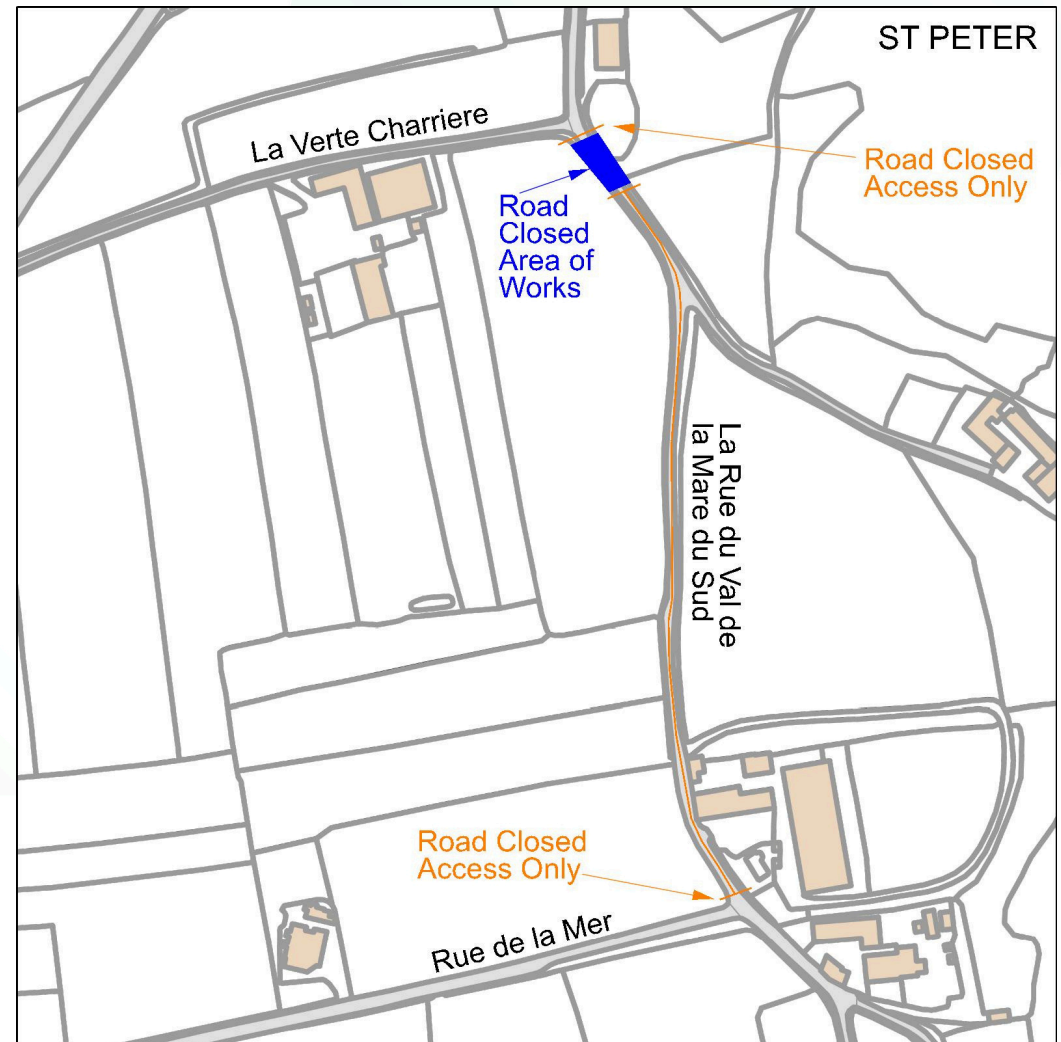 ST PETER
La Verte Charriere
Road Closed
Access Only
Road
Closed
Area of
Works
La Rue du Val de
la Mare du Sud
Road Closed
Access Only
Rue de la Mer